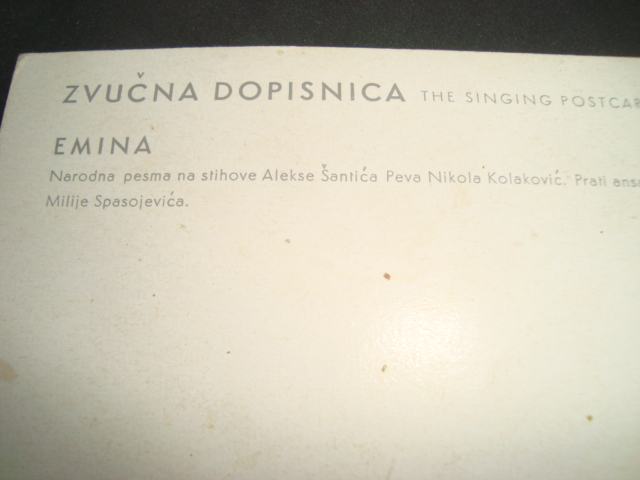 ZVUČNA DOPISNICA THE SINGING POSTCAR
EMINA
Narodna pesma na stihove Alekse Šantića Peva Nikola Kolaković. Prati ans
Milije Spasojevića.